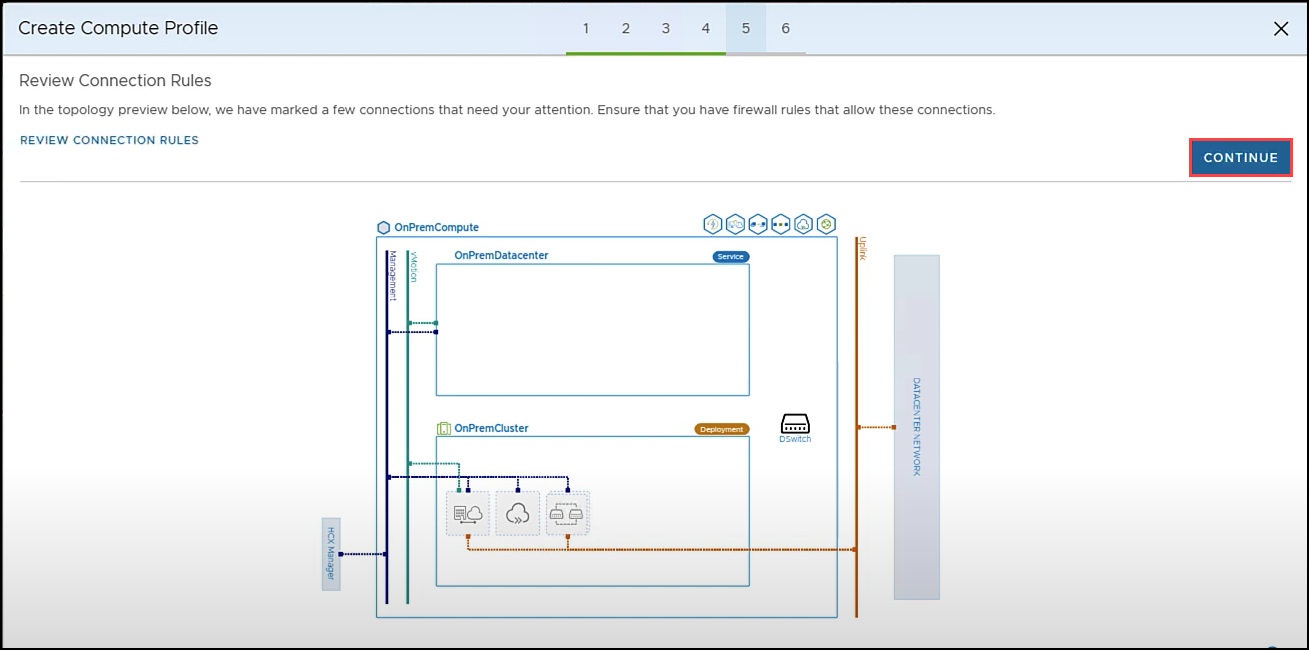 Create Compute Profile
1 2 3 4 5 6
Review Connection Rules
In the topology preview below, we have marked a few connections that need your attention. Ensure that you have firewall rules that allow these connections.
REVIEW CONNECTION RULES
CONTINUE
OnPremCompute
Management
vMotion
OnPremDatacenter
Service
Uplink
DATACENTER NETWORK
OnPremCluster
Deployment
DSwitch
HCX Manager